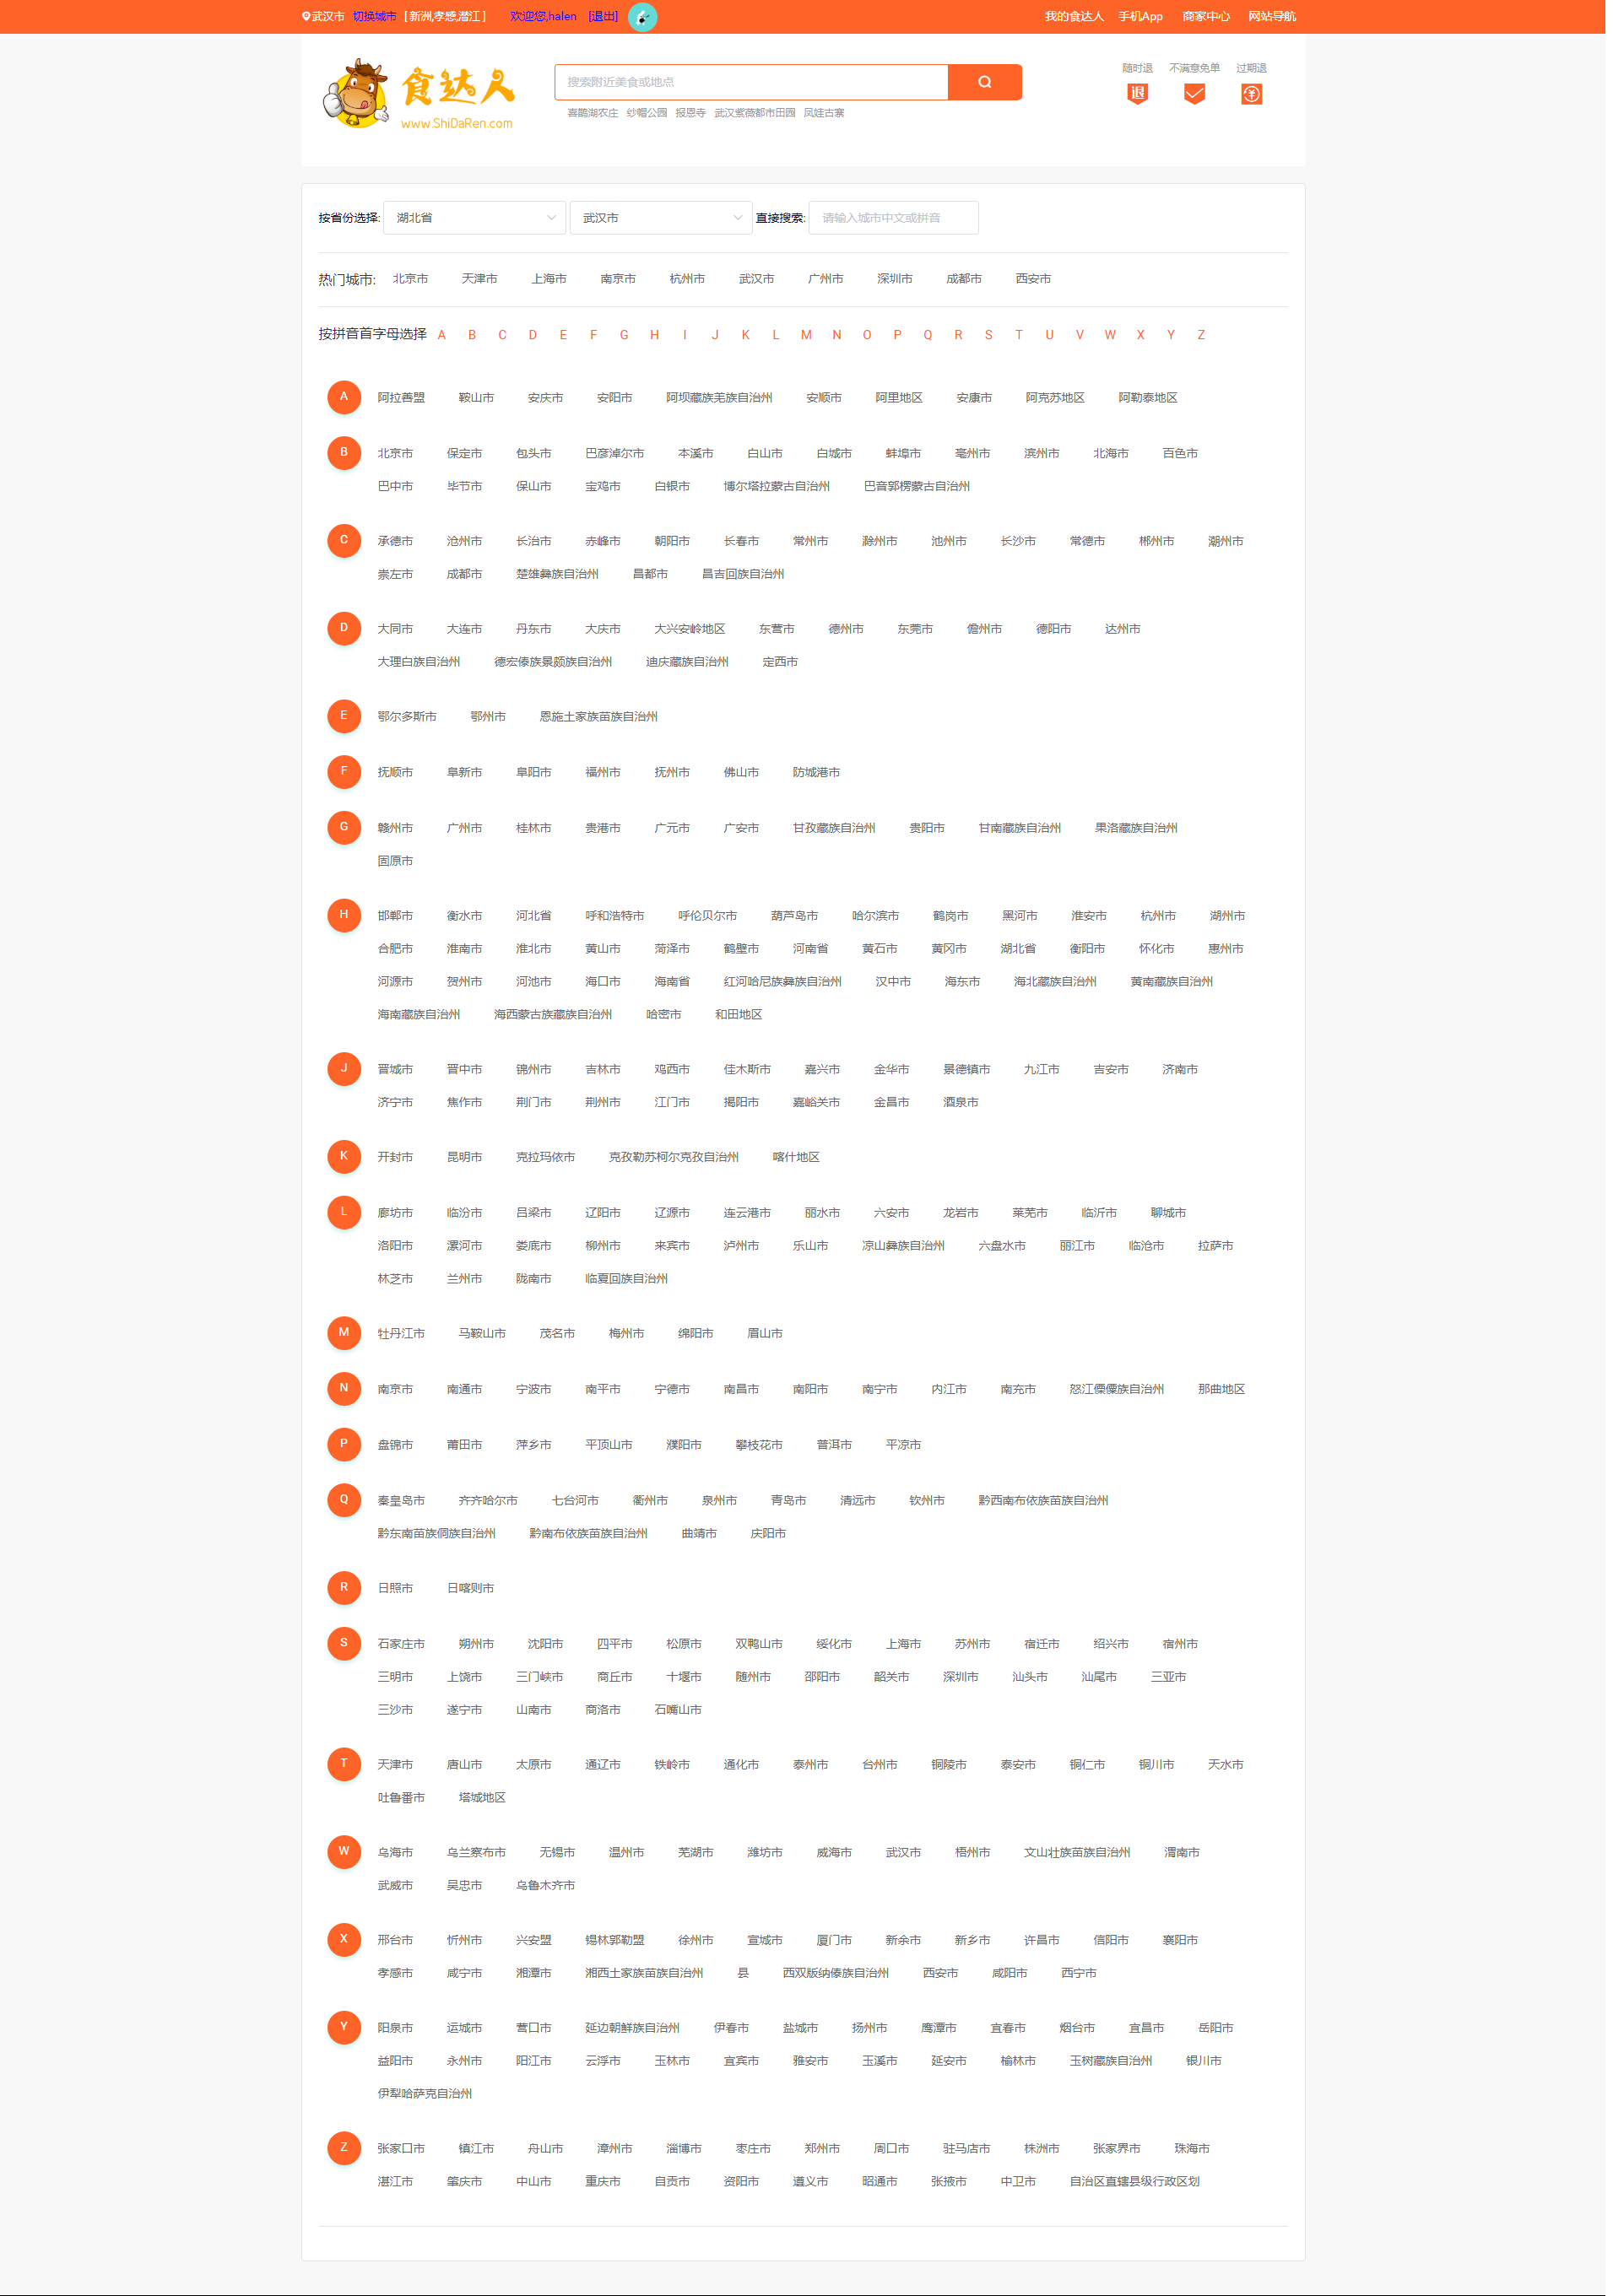 武汉市 切换城市 [ 新洲,孝感,潜江 ] 欢迎您,halen [退出] 我的食达人 手机App 商家中心 网站导航
食达人
www.ShiDaRen.com
搜索附近美食或地点
喜鹊湖农庄 纱帽公园 报恩寺 武汉紫薇都市田园 凤娃古寨
随时退 不满意免单 过期退
退
按省份选择: 湖北省 武汉市 直接搜索: 请输入城市中文或拼音
热门城市: 北京市 天津市 上海市 南京市 杭州市 武汉市 广州市 深圳市 成都市 西安市
按拼音首字母选择 A B C D E F G H I J K L M N O P Q R S T U V W X Y Z
A 阿拉善盟 鞍山市 安庆市 安阳市 阿坝藏族羌族自治州 安顺市 阿里地区 安康市 阿克苏地区 阿勒泰地区
B 北京市 保定市 包头市 巴彦淖尔市 本溪市 白山市 白城市 蚌埠市 亳州市 滨州市 北海市 百色市
巴中市 毕节市 保山市 宝鸡市 白银市 博尔塔拉蒙古自治州 巴音郭楞蒙古自治州
C 承德市 沧州市 长治市 赤峰市 朝阳市 长春市 常州市 滁州市 池州市 长沙市 常德市 郴州市 潮州市
崇左市 成都市 楚雄彝族自治州 昌都市 昌吉回族自治州
D 大同市 大连市 丹东市 大庆市 大兴安岭地区 东营市 德州市 东莞市 儋州市 德阳市 达州市
大理白族自治州 德宏傣族景颇族自治州 迪庆藏族自治州 定西市
E 鄂尔多斯市 鄂州市 恩施土家族苗族自治州
F 抚顺市 阜新市 阜阳市 福州市 抚州市 佛山市 防城港市
G 赣州市 广州市 桂林市 贵港市 广元市 广安市 甘孜藏族自治州 贵阳市 甘南藏族自治州 果洛藏族自治州
固原市
H 邯郸市 衡水市 河北省 呼和浩特市 呼伦贝尔市 葫芦岛市 哈尔滨市 鹤岗市 黑河市 淮安市 杭州市 湖州市
合肥市 淮南市 淮北市 黄山市 菏泽市 鹤壁市 河南省 黄石市 黄冈市 湖北省 衡阳市 怀化市 惠州市
河源市 贺州市 河池市 海口市 海南省 红河哈尼族彝族自治州 汉中市 海东市 海北藏族自治州 黄南藏族自治州
海南藏族自治州 海西蒙古族藏族自治州 哈密市 和田地区
J 晋城市 晋中市 锦州市 吉林市 鸡西市 佳木斯市 嘉兴市 金华市 景德镇市 九江市 吉安市 济南市
济宁市 焦作市 荆门市 荆州市 江门市 揭阳市 嘉峪关市 金昌市 酒泉市
K 开封市 昆明市 克拉玛依市 克孜勒苏柯尔克孜自治州 喀什地区
L 廊坊市 临汾市 吕梁市 辽阳市 辽源市 连云港市 丽水市 六安市 龙岩市 莱芜市 临沂市 聊城市
洛阳市 漯河市 娄底市 柳州市 来宾市 泸州市 乐山市 凉山彝族自治州 六盘水市 丽江市 临沧市 拉萨市
林芝市 兰州市 陇南市 临夏回族自治州
M 牡丹江市 马鞍山市 茂名市 梅州市 绵阳市 眉山市
N 南京市 南通市 宁波市 南平市 宁德市 南昌市 南阳市 南宁市 内江市 南充市 怒江傈僳族自治州 那曲地区
P 盘锦市 莆田市 萍乡市 平顶山市 濮阳市 攀枝花市 普洱市 平凉市
Q 秦皇岛市 齐齐哈尔市 七台河市 衢州市 泉州市 青岛市 清远市 钦州市 黔西南布依族苗族自治州
黔东南苗族侗族自治州 黔南布依族苗族自治州 曲靖市 庆阳市
R 日照市 日喀则市
S 石家庄市 朔州市 沈阳市 四平市 松原市 双鸭山市 绥化市 上海市 苏州市 宿迁市 绍兴市 宿州市
三明市 上饶市 三门峡市 商丘市 十堰市 随州市 邵阳市 韶关市 深圳市 汕头市 汕尾市 三亚市
三沙市 遂宁市 山南市 商洛市 石嘴山市
T 天津市 唐山市 太原市 通辽市 铁岭市 通化市 泰州市 台州市 铜陵市 泰安市 铜仁市 铜川市 天水市
吐鲁番市 塔城地区
W 乌海市 乌兰察布市 无锡市 温州市 芜湖市 潍坊市 威海市 武汉市 梧州市 文山壮族苗族自治州 渭南市
武威市 吴忠市 乌鲁木齐市
X 邢台市 忻州市 兴安盟 锡林郭勒盟 徐州市 宣城市 厦门市 新余市 新乡市 许昌市 信阳市 襄阳市
孝感市 咸宁市 湘潭市 湘西土家族苗族自治州 县 西双版纳傣族自治州 西安市 咸阳市 西宁市
Y 阳泉市 运城市 营口市 延边朝鲜族自治州 伊春市 盐城市 扬州市 鹰潭市 宜春市 烟台市 宜昌市 岳阳市
益阳市 永州市 阳江市 云浮市 玉林市 宜宾市 雅安市 玉溪市 延安市 榆林市 玉树藏族自治州 银川市
伊犁哈萨克自治州
Z 张家口市 镇江市 舟山市 漳州市 淄博市 枣庄市 郑州市 周口市 驻马店市 株洲市 张家界市 珠海市
湛江市 肇庆市 中山市 重庆市 自贡市 资阳市 遵义市 昭通市 张掖市 中卫市 自治区直辖县级行政区划